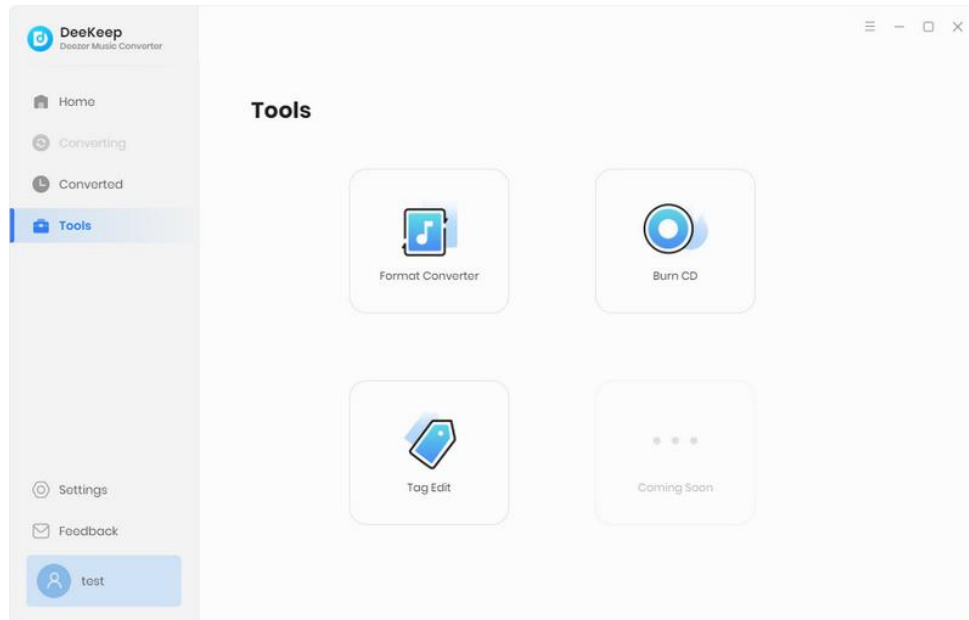 DeeKeep
Deezer Music Converter
Home
Converting
Converted
Tools
Settings
Feedback
test
Tools
Format Converter
Burn CD
Tag Edit
Coming Soon